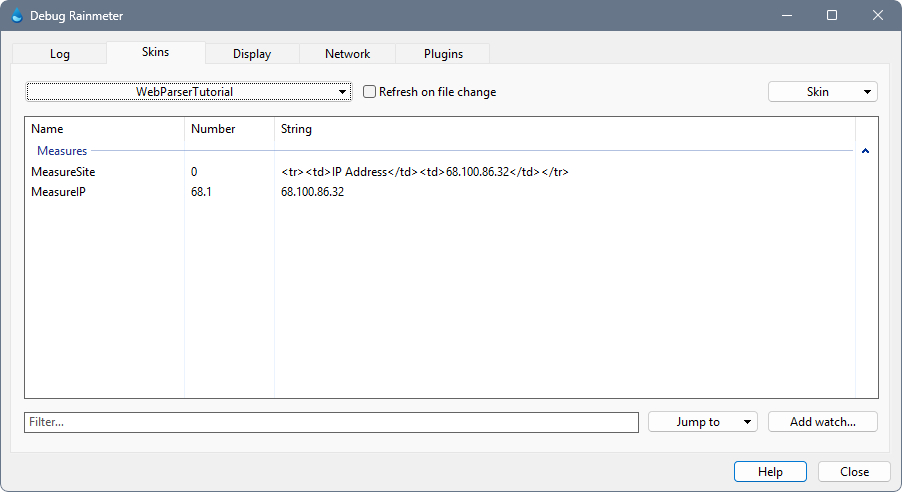 Debug Rainmeter
Log Skins Display Network Plugins
WebParserTutorial Refresh on file change Skin
Name Number String
Measures
MeasureSite 0 <tr><td>IP Address</td><td>68.100.86.32</td></tr>
MeasureIP 68.1 68.100.86.32
Filter... Jump to Add watch...
Help Close